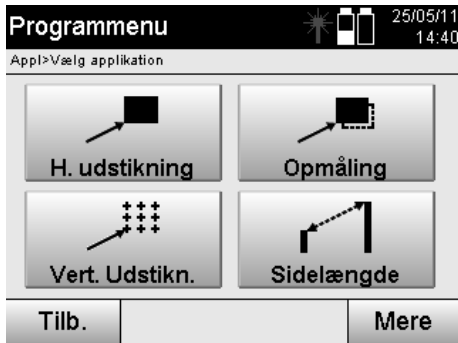 Programmenu
25/05/11
14:40
Appl>Vælg applikation
H. udstikning
Opmåling
Vert. Udstikn.
Sidelængde
Tilb.
Mere